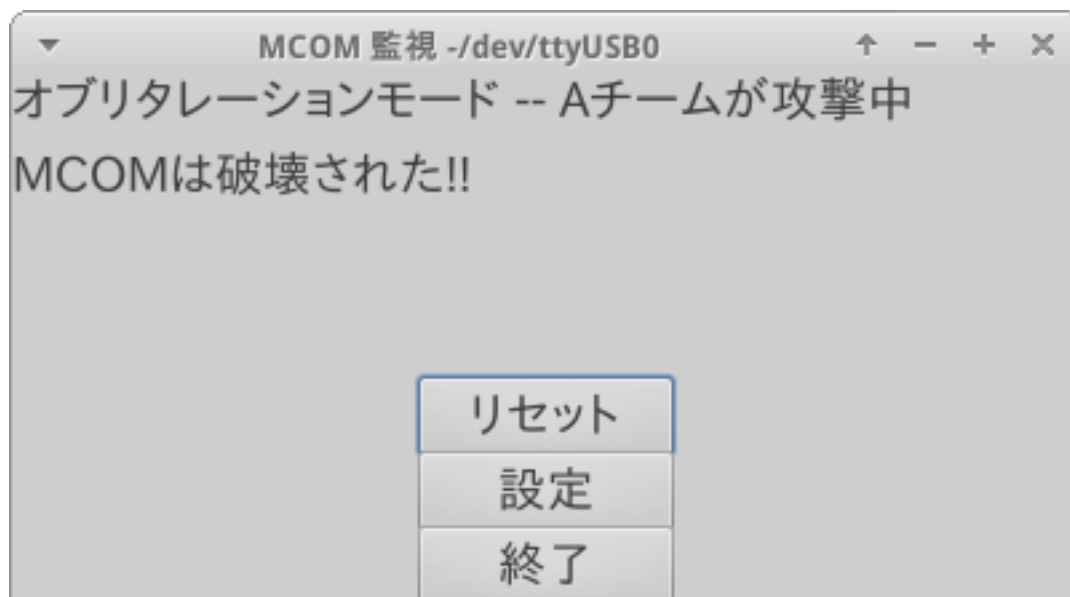 MCOM 監視 -/dev/ttyUSB0
オブリタレーションモード -- Aチームが攻撃中
MCOMは破壊された!!
リセット
設定
終了